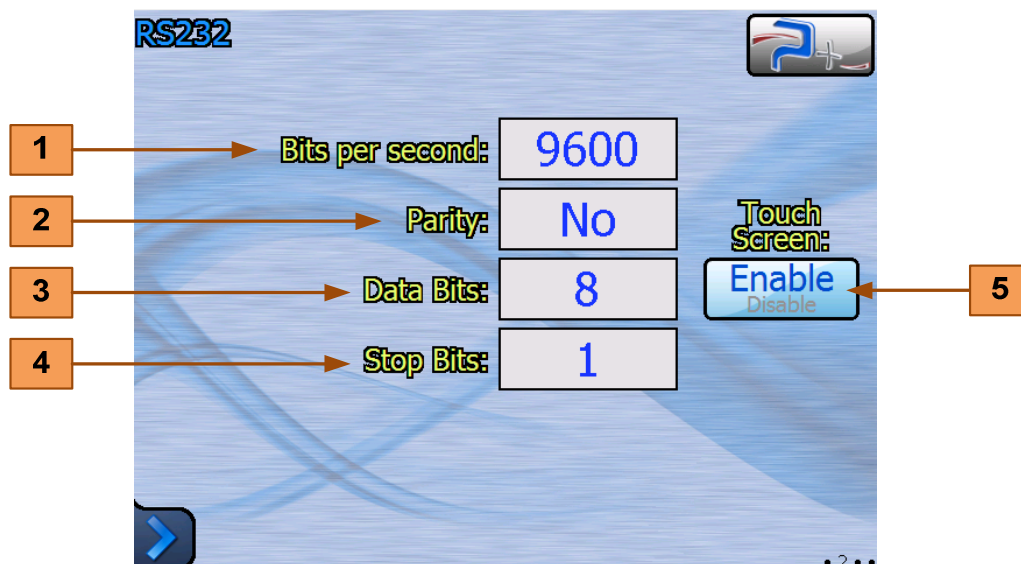 RS232
1
Bits per second: 9600
2
Parity: No
3
Data Bits: 8
4
Stop Bits: 1
Touch
Screen:
Enable
Disable
5
2